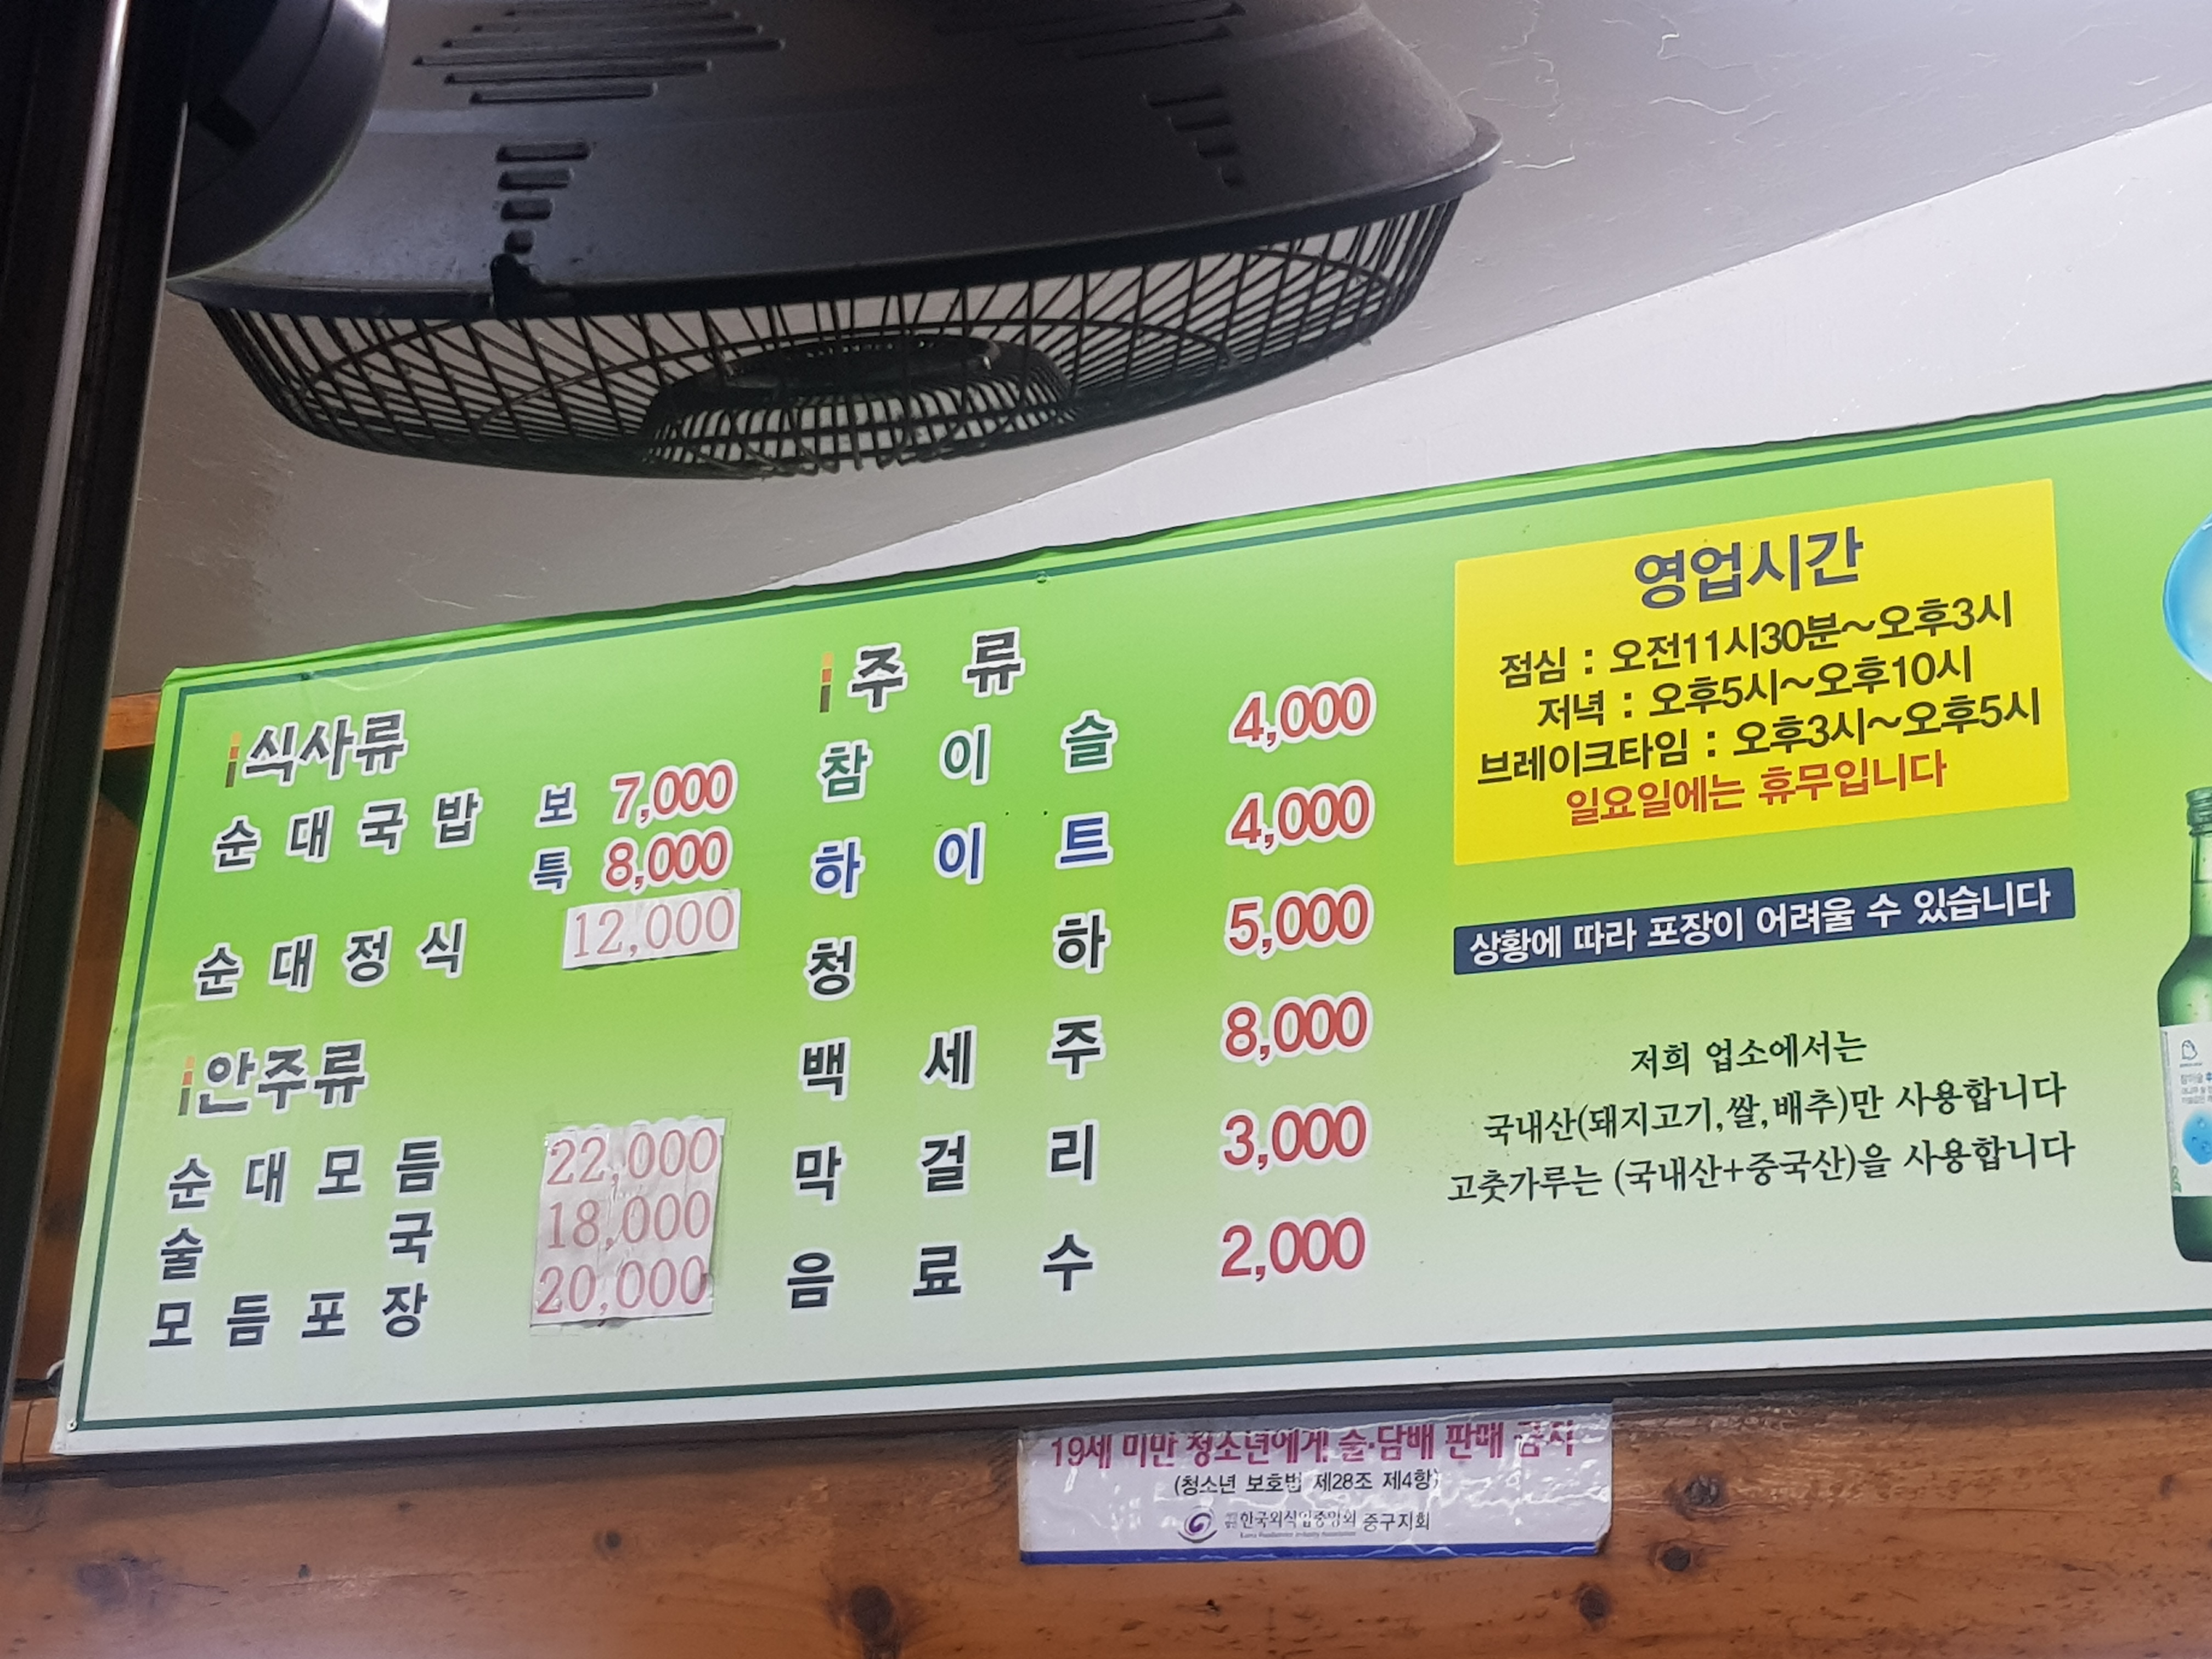 식사류
순대국밥 보 7,000
특 8,000
순대정식 12,000
안주류
순대모듬 22,000
술국 18,000
모듬포장 20,000
주류
참이슬 4,000
하이트 4,000
청하 5,000
백세주 8,000
막걸리 3,000
음료수 2,000
영업시간
점심 : 오전11시30분~오후3시
저녁 : 오후5시~오후10시
브레이크타임 : 오후3시~오후5시
일요일에는 휴무입니다
상황에 따라 포장이 어려울 수 있습니다
저희 업소에서는
국내산(돼지고기,쌀,배추)만 사용합니다
고춧가루는 (국내산+중국산)을 사용합니다
19세 미만 청소년에게 술·담배 판매 금지
(청소년 보호법 제28조 제4항)
한국외식업중앙회 중구지회